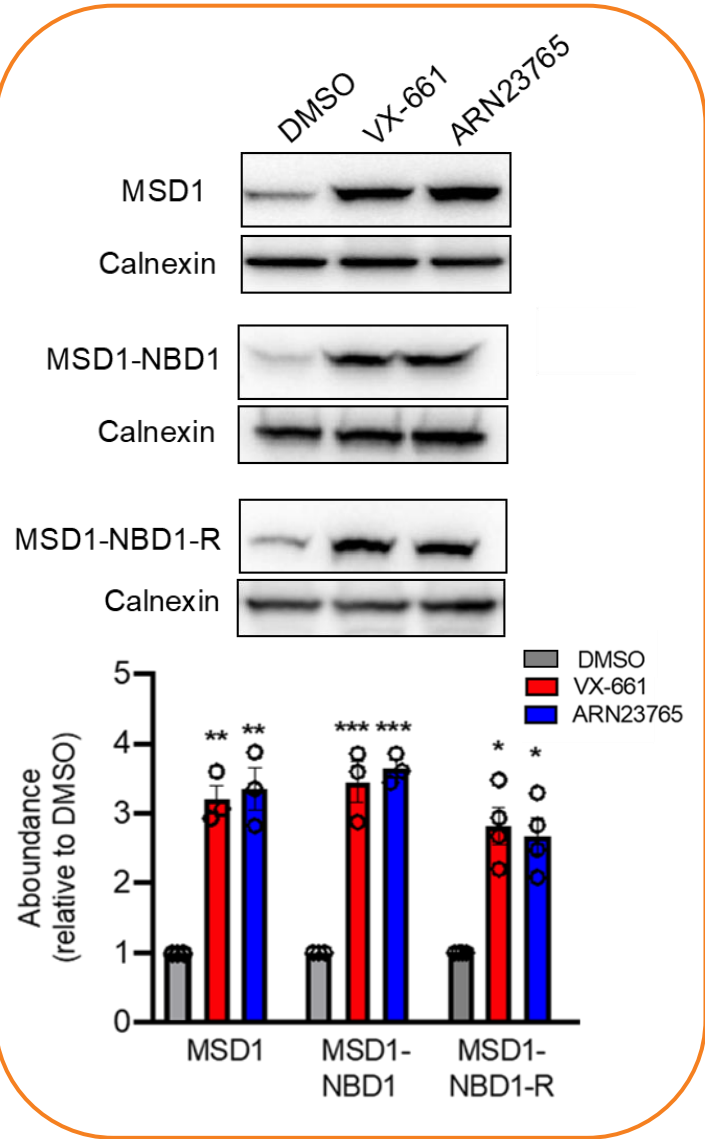 DMSO
VX-661
ARN23765
MSD1
Calnexin
MSD1-NBD1
Calnexin
MSD1-NBD1-R
Calnexin
DMSO
VX-661
ARN23765
Aboundance
(relative to DMSO)
5
4
3
2
1
0
** **
*** ***
* *
MSD1
MSD1-
NBD1
MSD1-
NBD1-R